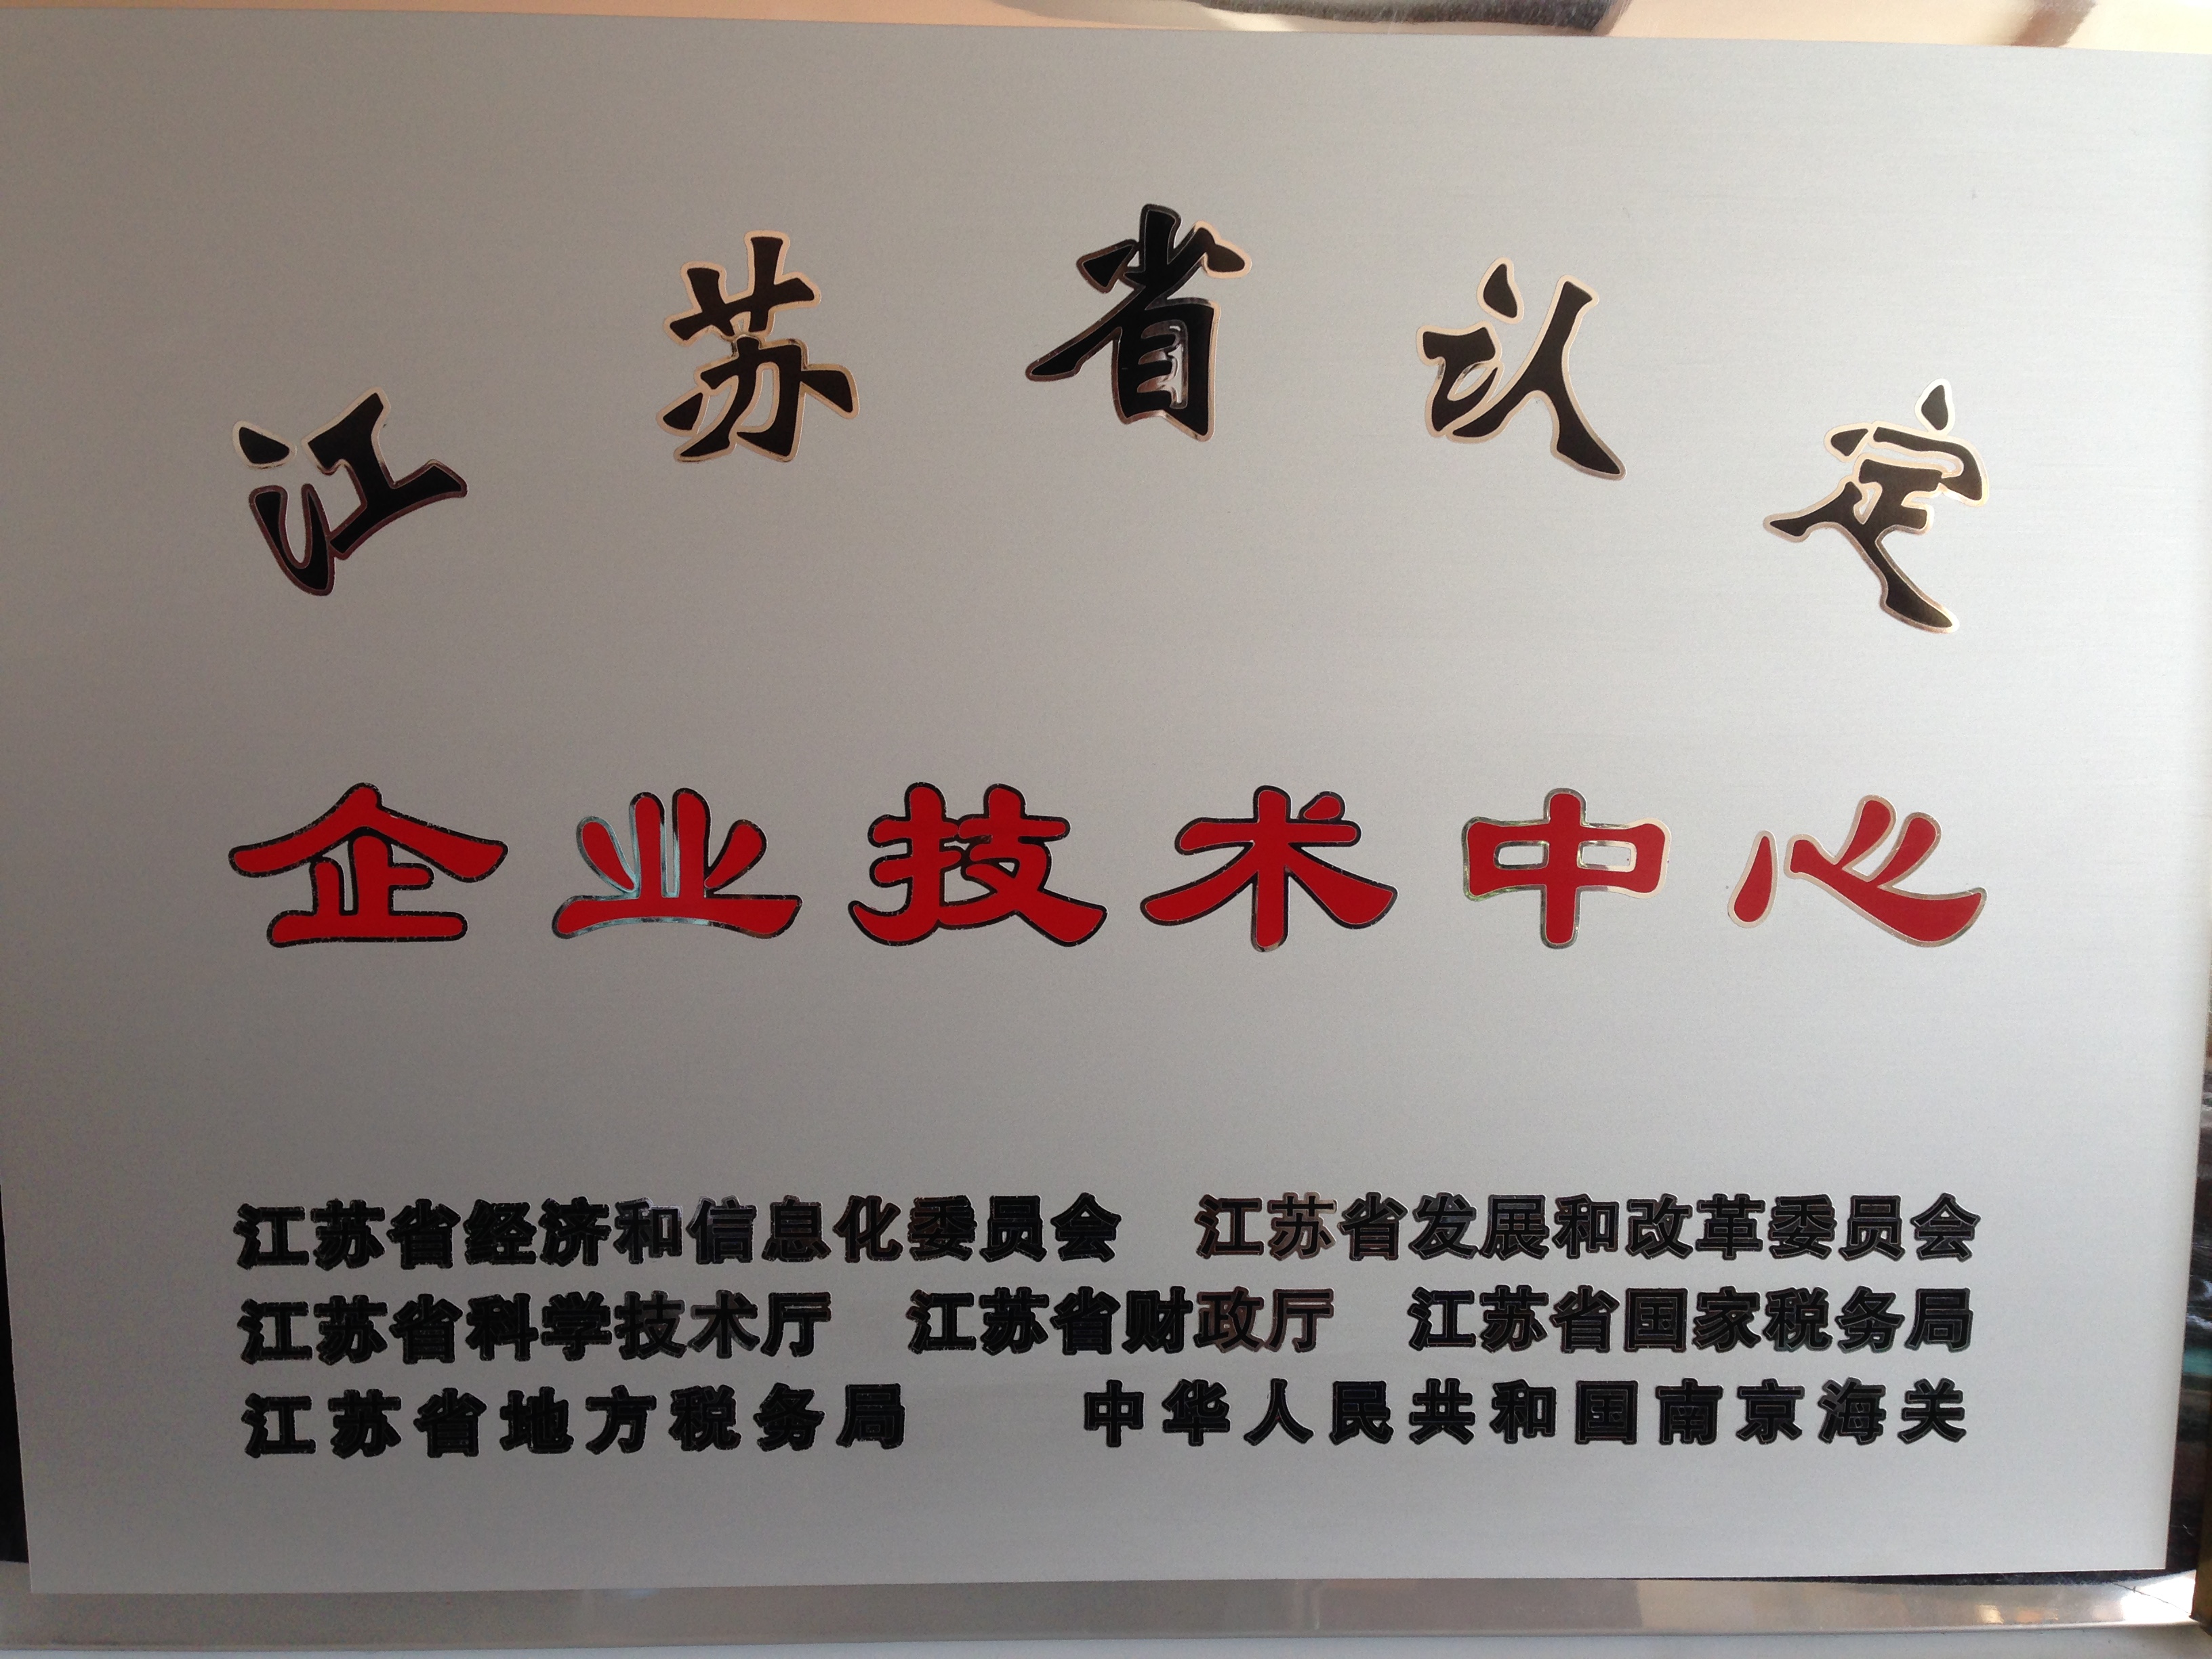 江苏省认定
企业技术中心
江苏省经济和信息化委员会 江苏省发展和改革委员会
江苏省科学技术厅 江苏省财政厅 江苏省国家税务局
江苏省地方税务局 中华人民共和国南京海关